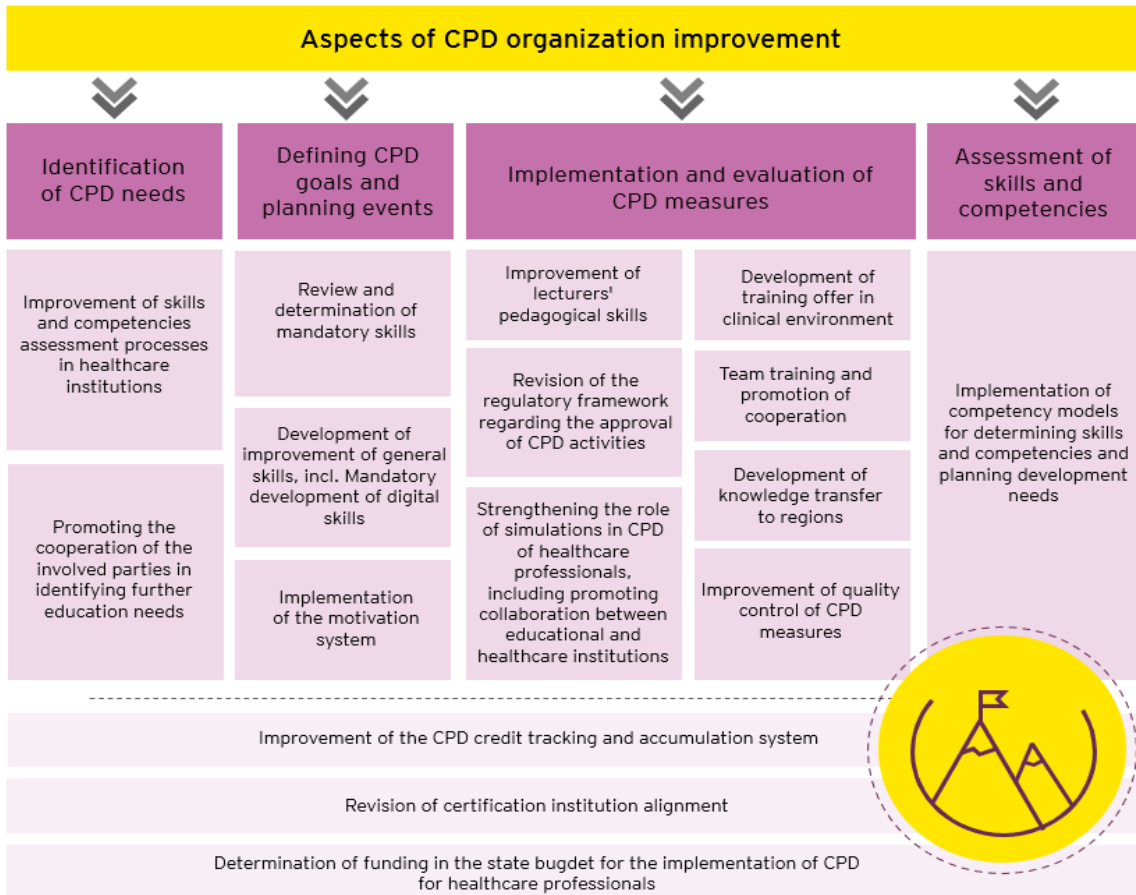 Aspects of CPD organization improvement
Identification
of CPD needs
Defining CPD
goals and
planning events
Implementation and evaluation of
CPD measures
Assessment of
skills and
competencies
Improvement of skills
and competencies
assessment processes
in healthcare
institutions
Promoting the
cooperation of the
involved parties in
identifying further
education needs
Review and
determination of
mandatory skills
Development of
improvement of general
skills, incl. Mandatory
development of digital
skills
Implementation
of the motivation
system
Improvement of
lecturers'
pedagogical skills
Revision of the
regulatory framework
regarding the approval
of CPD activities
Strengthening the role
of simulations in CPD
of healthcare
professionals,
including promoting
collaboration between
educational and
healthcare institutions
Development of
training offer in
clinical environment
Team training and
promotion of
cooperation
Development of
knowledge transfer
to regions
Improvement of quality
control of CPD
measures
Implementation of
competency models
for determining skills
and competencies and
planning development
needs
Improvement of the CPD credit tracking and accumulation system
Revision of certification institution alignment
Determination of funding in the state bugdet for the implementation of CPD
for healthcare professionals